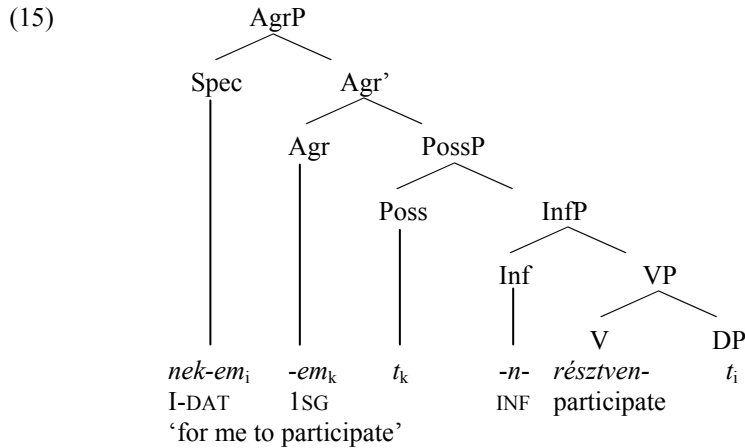 (15) AgrP
Spec Agr’
Agr PossP
Poss InfP
Inf VP
V DP
nek-emᵢ -emₖ tₖ -n- résztven- tᵢ
I-DAT 1SG INF participate
‘for me to participate’